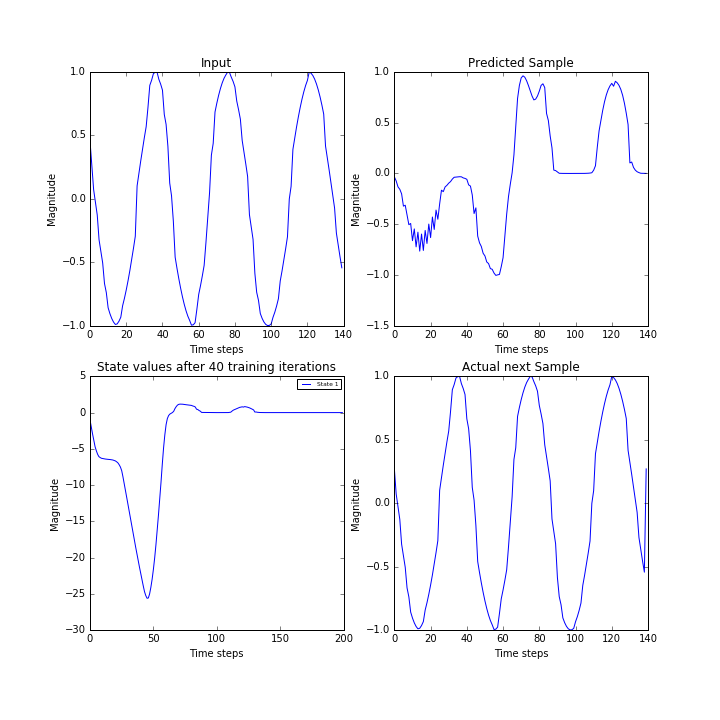 Input
1.0
0.5
0.0
−0.5
−1.0
Magnitude
0 20 40 60 80 100 120 140
Time steps
Predicted Sample
1.0
0.5
0.0
−0.5
−1.0
−1.5
Magnitude
0 20 40 60 80 100 120 140
Time steps
State values after 40 training iterations
State 1
5
0
−5
−10
−15
−20
−25
−30
Magnitude
0 50 100 150 200
Time steps
Actual next Sample
1.0
0.5
0.0
−0.5
−1.0
Magnitude
0 20 40 60 80 100 120 140
Time steps